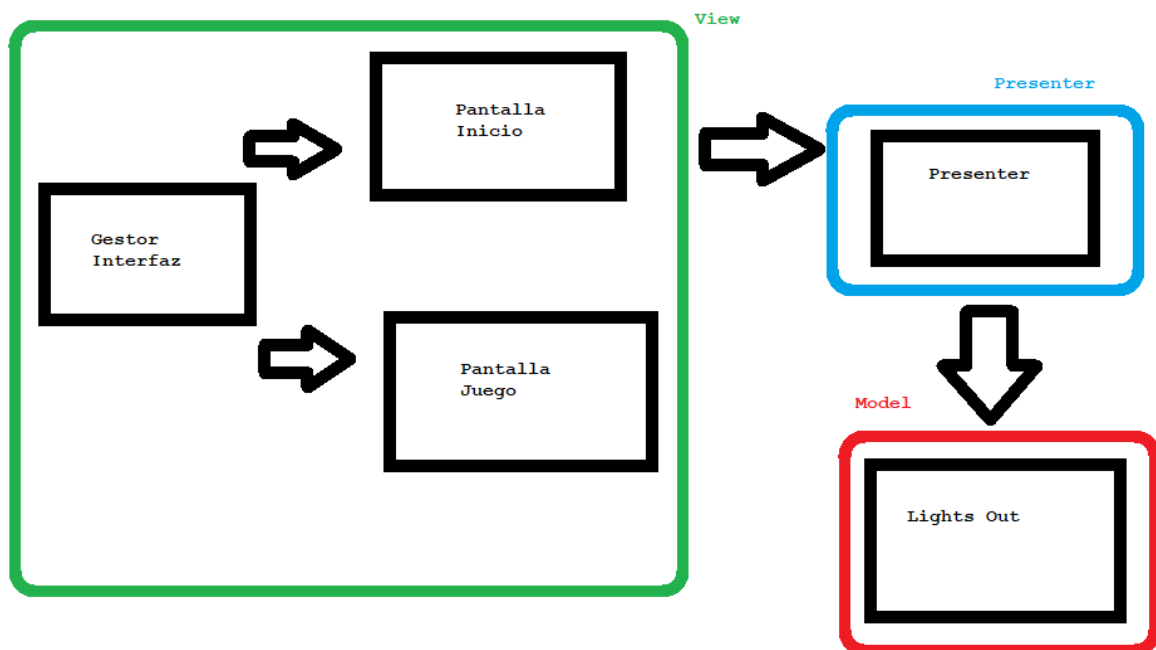 View
Pantalla
Inicio
Presenter
Presenter
Gestor
Interfaz
Pantalla
Juego
Model
Lights Out